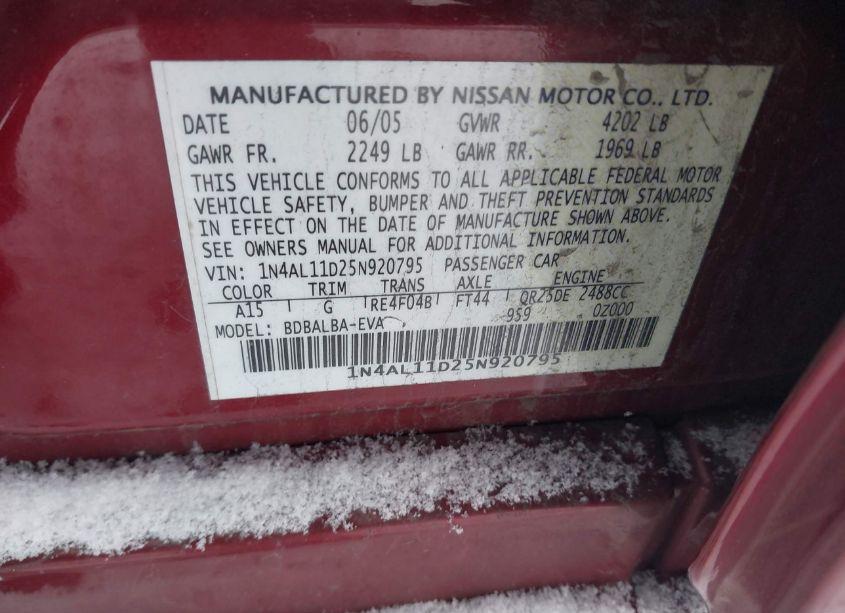 MANUFACTURED BY NISSAN MOTOR CO., LTD.
DATE 06/05 GVWR 4202 LB
GAWR FR. 2249 LB GAWR RR. 1969 LB
THIS VEHICLE CONFORMS TO ALL APPLICABLE FEDERAL MOTOR
VEHICLE SAFETY, BUMPER AND THEFT PREVENTION STANDARDS
IN EFFECT ON THE DATE OF MANUFACTURE SHOWN ABOVE.
SEE OWNERS MANUAL FOR ADDITIONAL INFORMATION.
VIN: 1N4AL11D25N920795 PASSENGER CAR
COLOR TRIM TRANS AXLE ENGINE
A15 G RE4F04B FT44 QR25DE 2488CC
MODEL: BDBALBA-EVA 9S9 0Z000
1N4AL11D25N920795